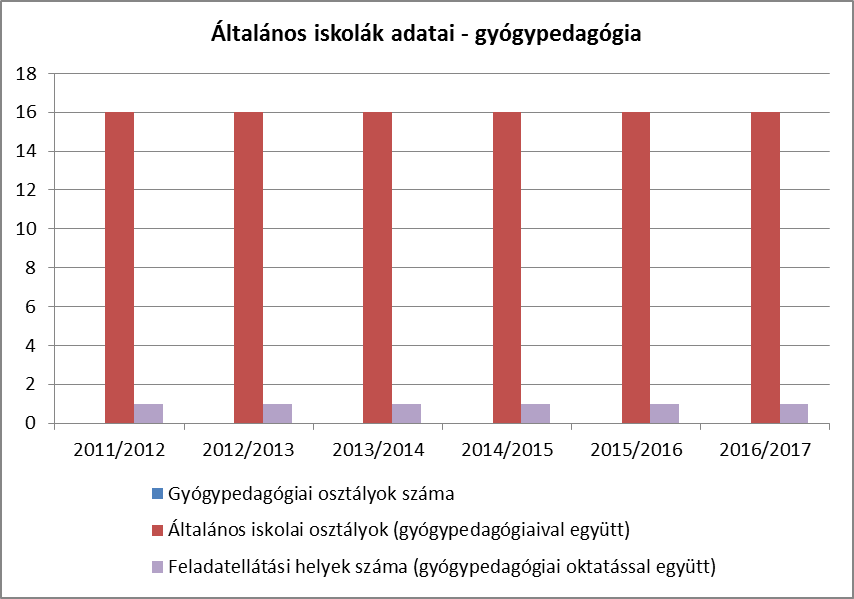 Általános iskolák adatai - gyógypedagógia
18
16
14
12
10
8
6
4
2
0
2011/2012 2012/2013 2013/2014 2014/2015 2015/2016 2016/2017
Gyógypedagógiai osztályok száma
Általános iskolai osztályok (gyógypedagógiaival együtt)
Feladatellátási helyek száma (gyógypedagógiai oktatással együtt)